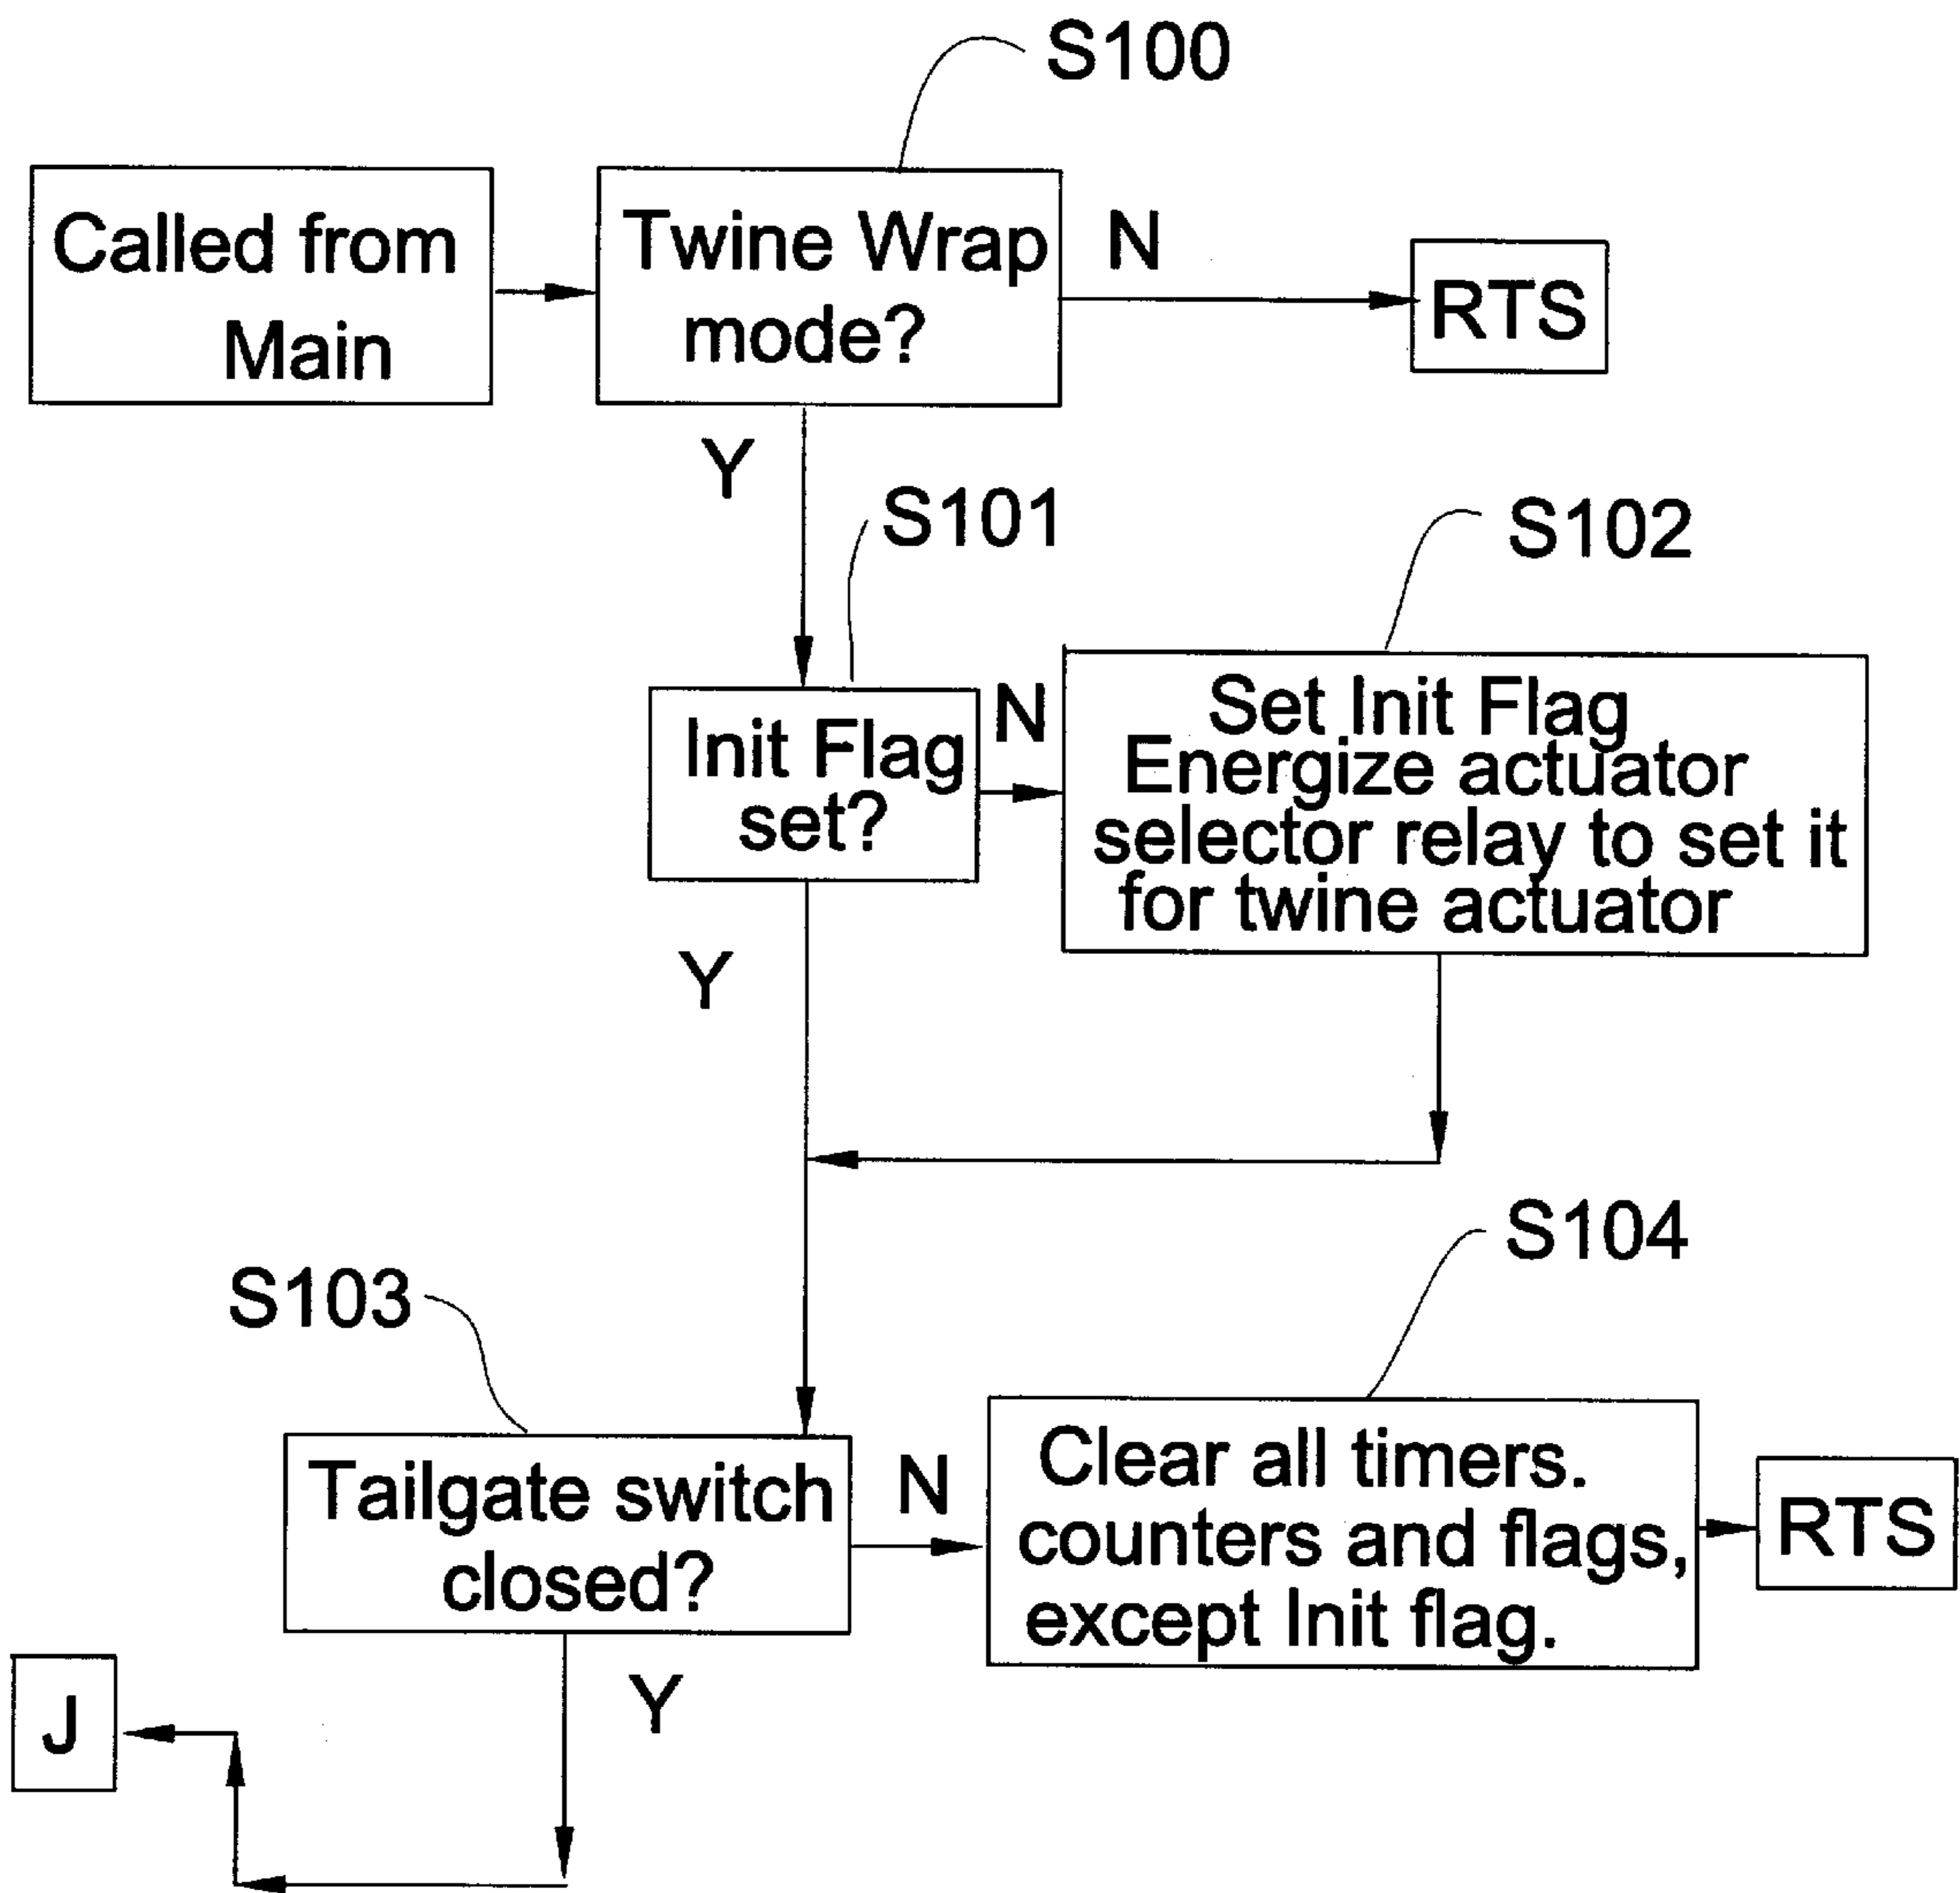 S100
Called from
Main
Twine Wrap
mode?
N
RTS
Y
S101
S102
Init Flag
set?
N
Set Init Flag
Energize actuator
selector relay to set it
for twine actuator
Y
S104
S103
Tailgate switch
closed?
N
Clear all timers.
counters and flags,
except Init flag.
RTS
Y
J